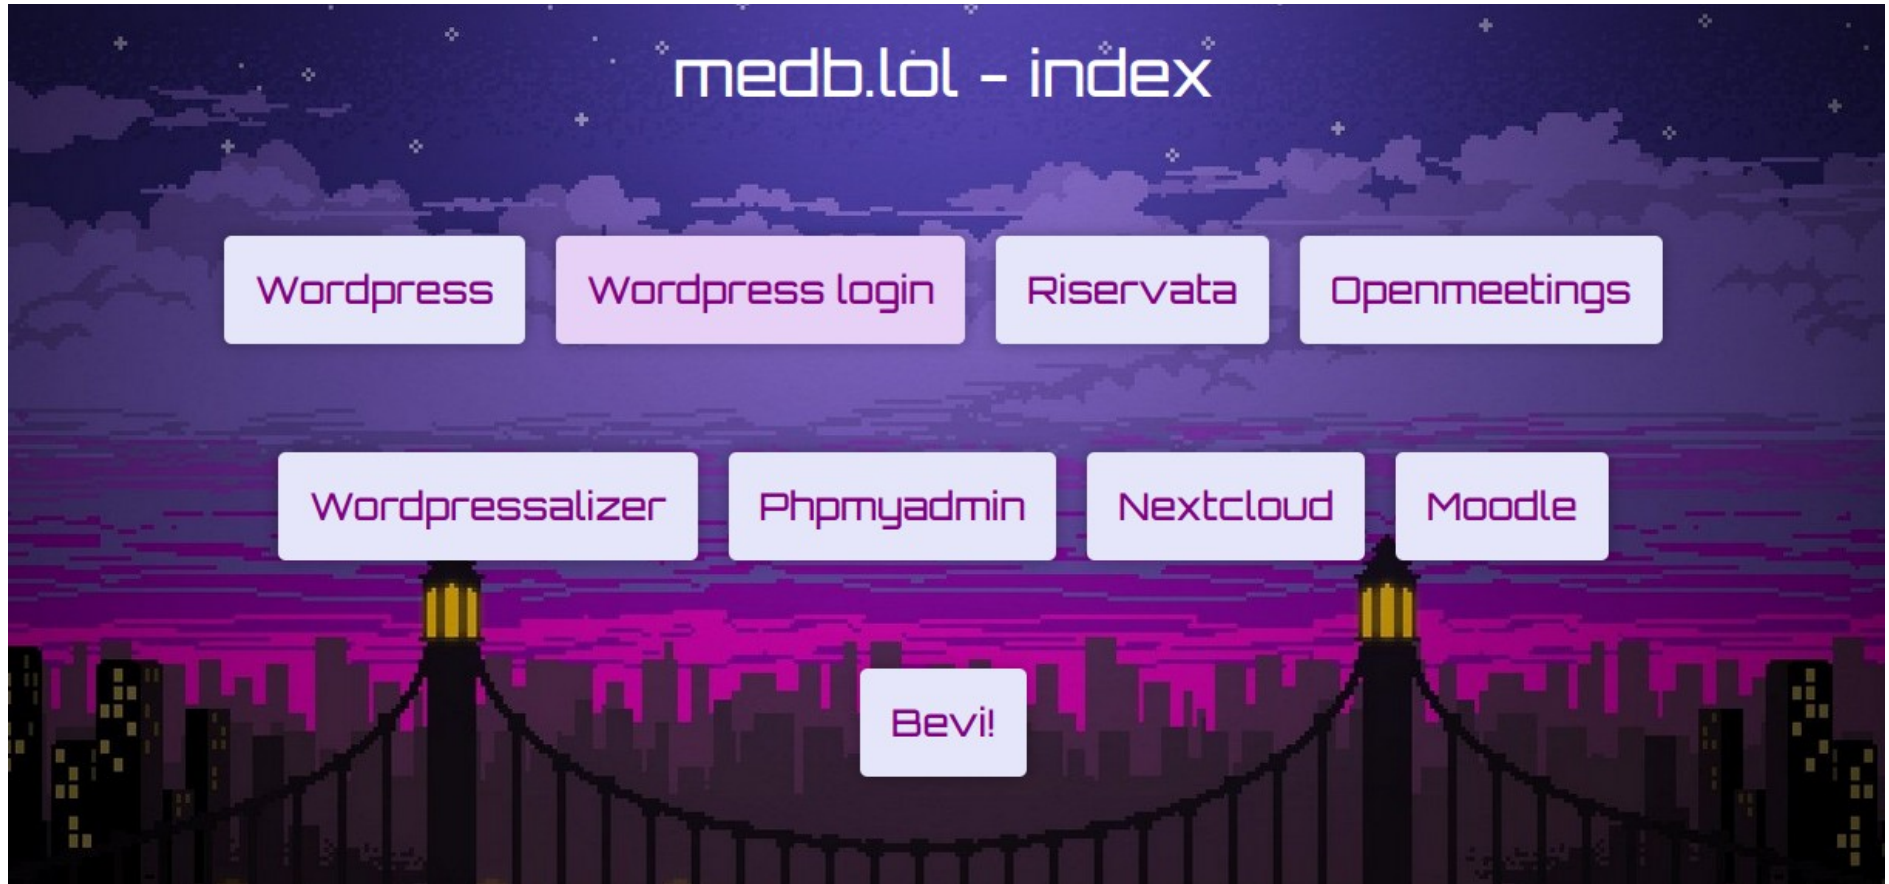 medb.lol - index
Wordpress Wordpress login Riservata Openmeetings
Wordpressalizer Phpmyadmin Nextcloud Moodle
Bevi!